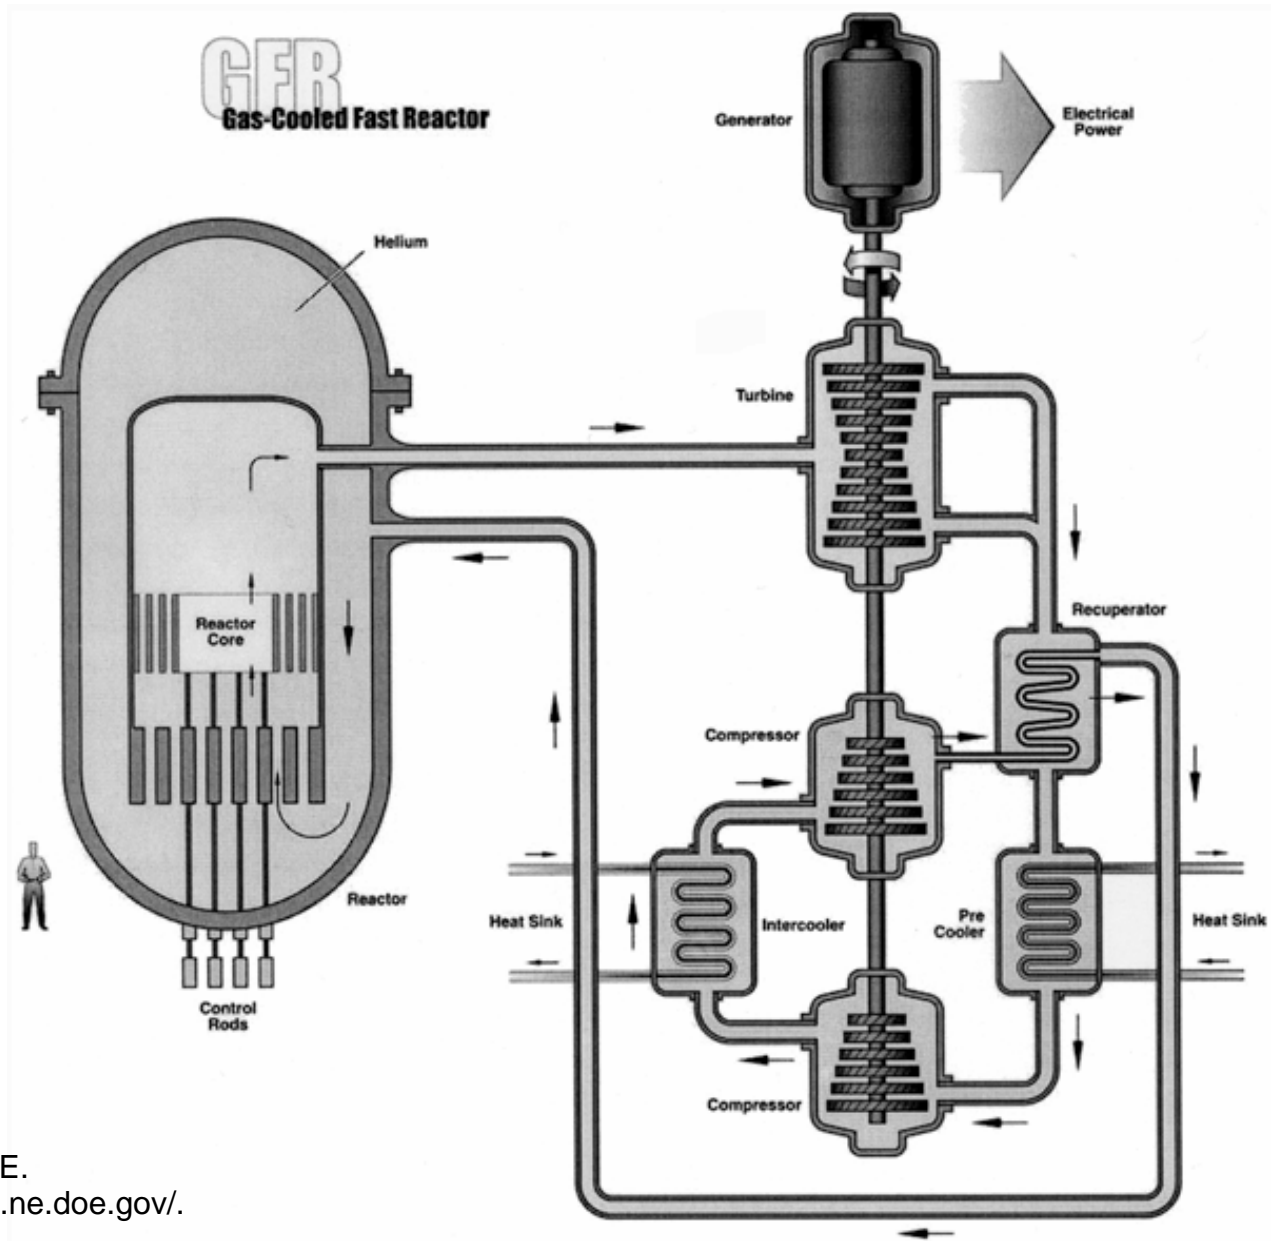 GFR
Gas-Cooled Fast Reactor
Generator
Electrical
Power
Helium
Turbine
Recuperator
Reactor
Core
Compressor
Reactor
Heat Sink
Intercooler
Pre
Cooler
Heat Sink
Control
Rods
Compressor
E.
.ne.doe.gov/.